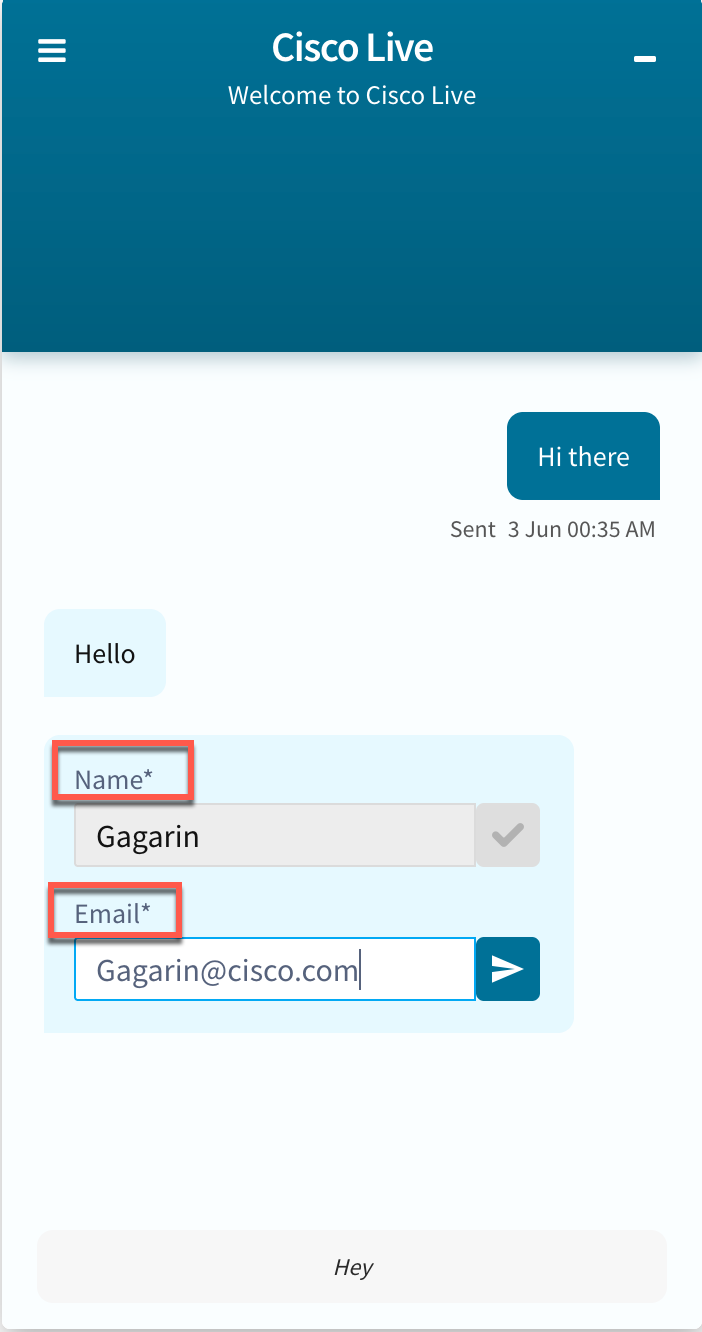 Cisco Live
Welcome to Cisco Live
Hi there
Sent 3 Jun 00:35 AM
Hello
Name*
Gagarin
Email*
Gagarin@cisco.com
Hey